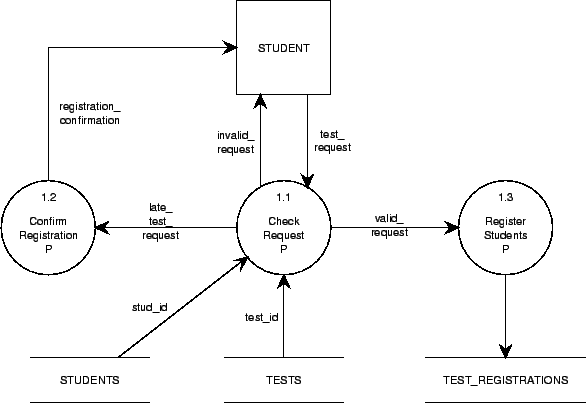 STUDENT
registration_
confirmation
invalid_
request
test_
request
1.2
Confirm
Registration
P
late_
test_
request
1.1
Check
Request
P
valid_
request
1.3
Register
Students
P
stud_id
test_id
STUDENTS
TESTS
TEST_REGISTRATIONS